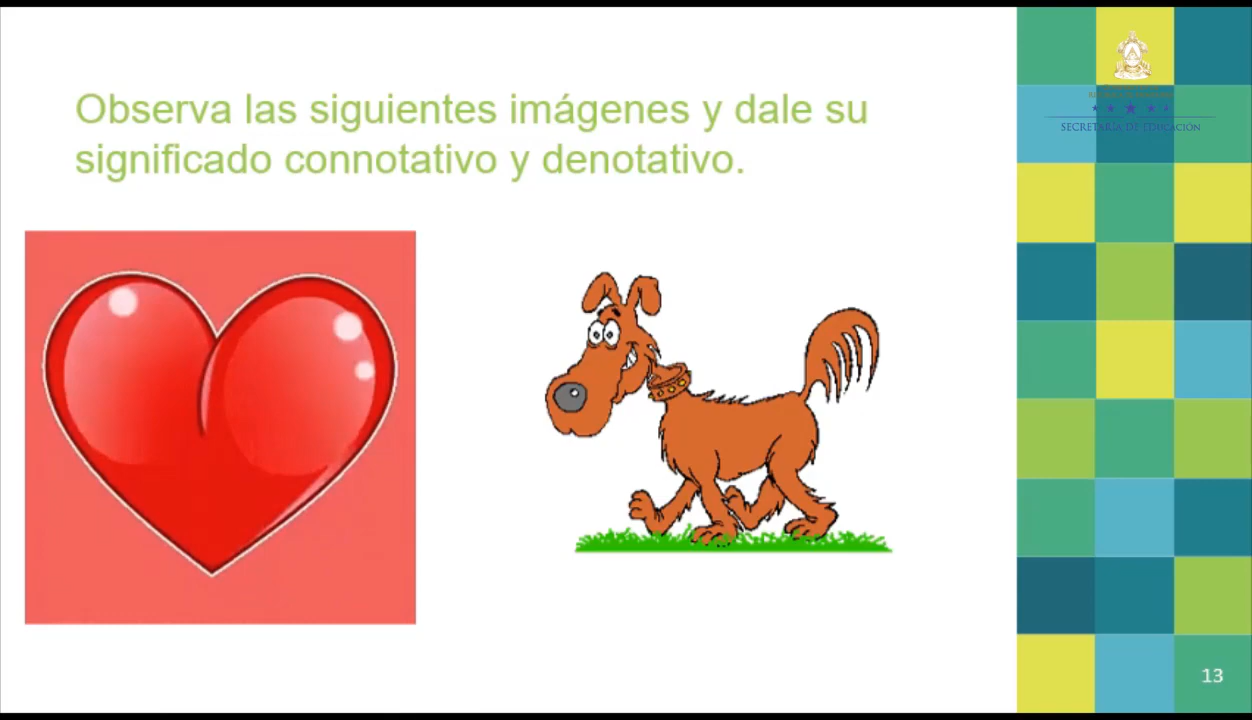 Observa las siguientes imágenes y dale su
significado connotativo y denotativo.
SECRETARÍA DE EDUCACIÓN
13